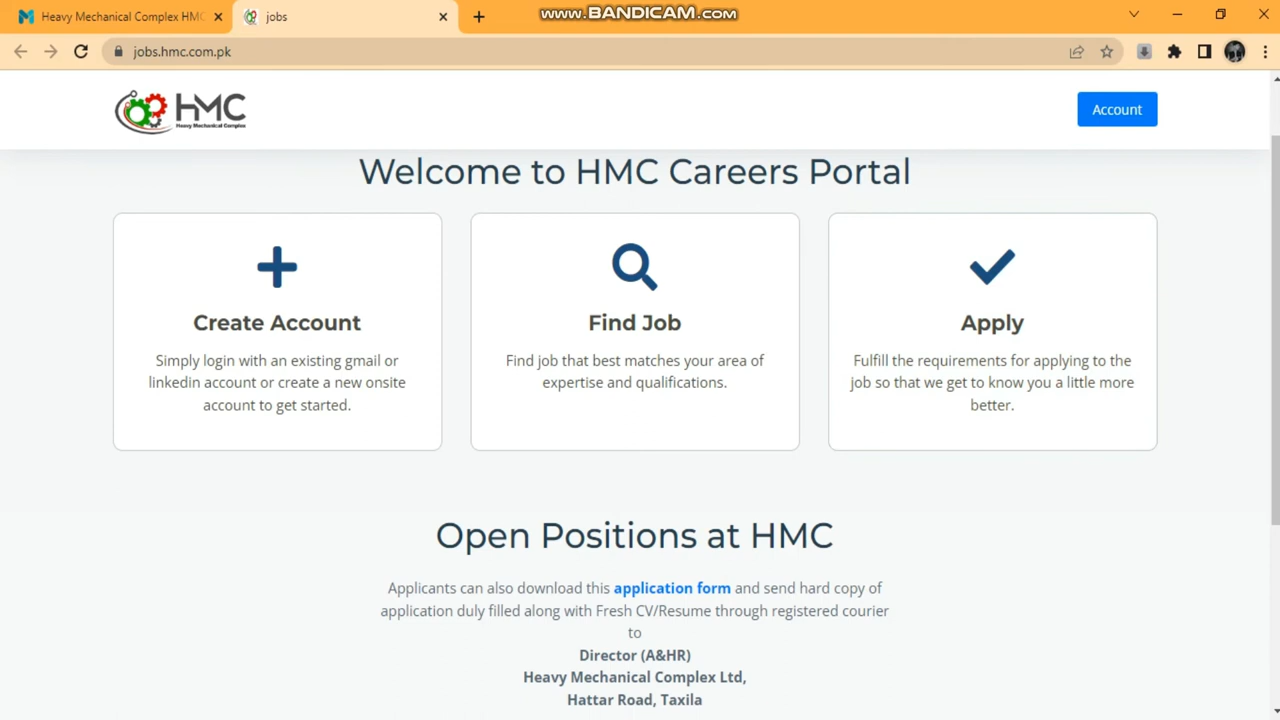 Heavy Mechanical Complex HMC
jobs
www.BANDICAM.com
jobs.hmc.com.pk
HMC
Heavy Mechanical Complex
Account
Welcome to HMC Careers Portal
Create Account
Simply login with an existing gmail or
linkedin account or create a new onsite
account to get started.
Find Job
Find job that best matches your area of
expertise and qualifications.
Apply
Fulfill the requirements for applying to the
job so that we get to know you a little more
better.
Open Positions at HMC
Applicants can also download this application form and send hard copy of
application duly filled along with Fresh CV/Resume through registered courier
to
Director (A&HR)
Heavy Mechanical Complex Ltd,
Hattar Road, Taxila